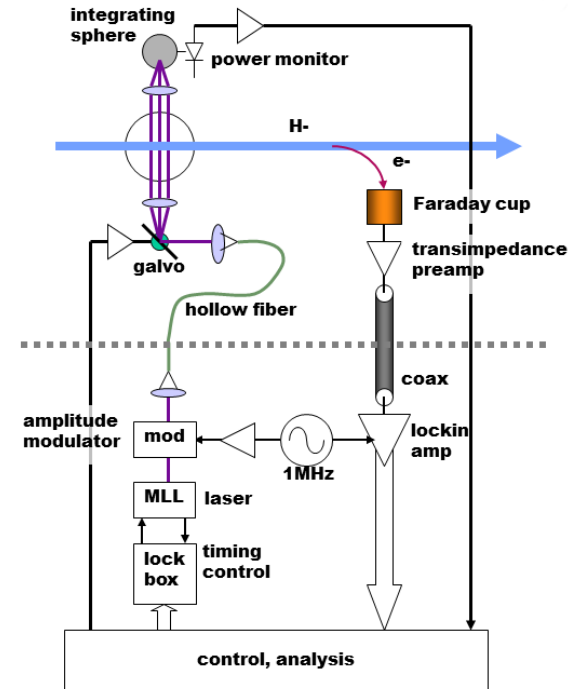 integrating
sphere
power monitor
H-
e-
Faraday cup
transimpedance
preamp
galvo
hollow fiber
coax
amplitude
modulator
mod
1MHz
lockin
amp
MLL
laser
lock
box
timing
control
control, analysis